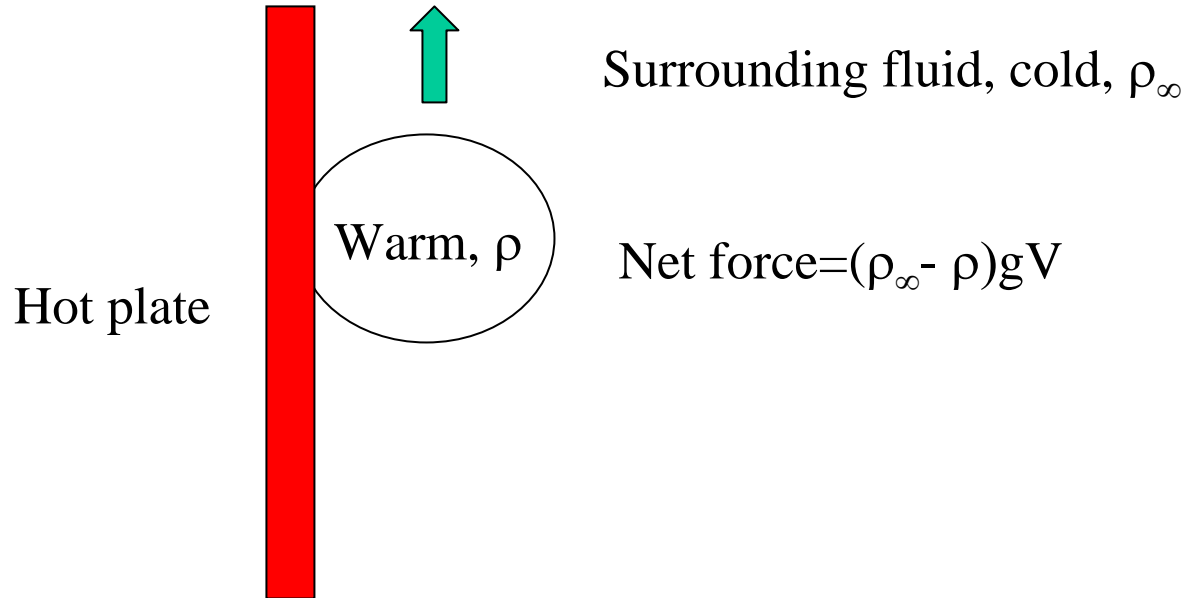 Surrounding fluid, cold, ρ∞
Warm, ρ
Net force=(ρ∞- ρ)gV
Hot plate